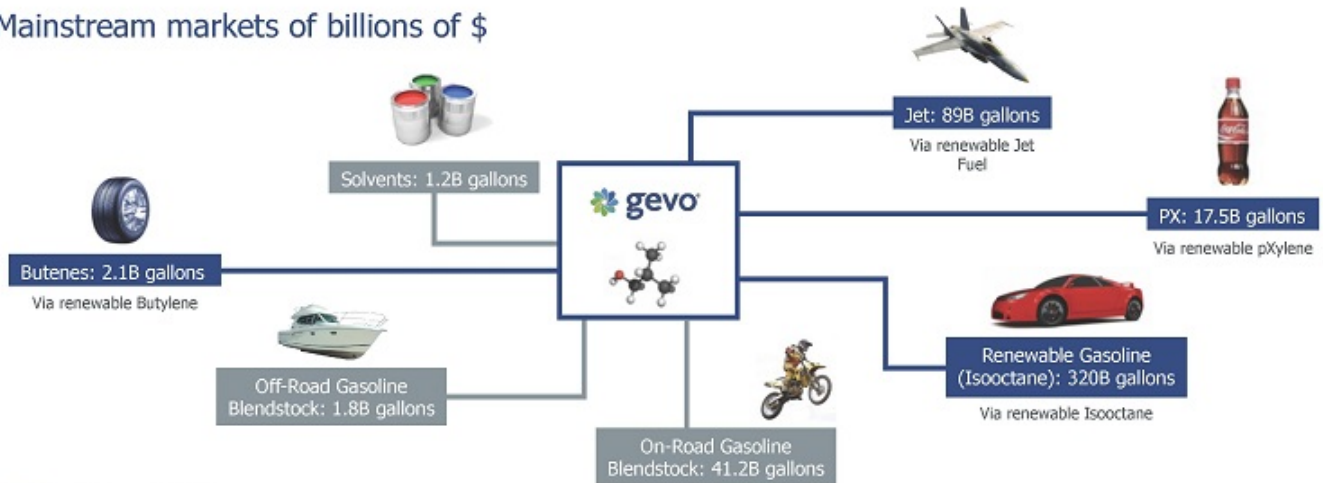 Mainstream markets of billions of $
Jet: 89B gallons
Via renewable Jet
Fuel
Solvents: 1.2B gallons
gevo
PX: 17.5B gallons
Via renewable pXylene
Butenes: 2.1B gallons
Via renewable Butylene
Renewable Gasoline
(Isooctane): 320B gallons
Via renewable Isooctane
Off-Road Gasoline
Blendstock: 1.8B gallons
On-Road Gasoline
Blendstock: 41.2B gallons
Coca-Cola